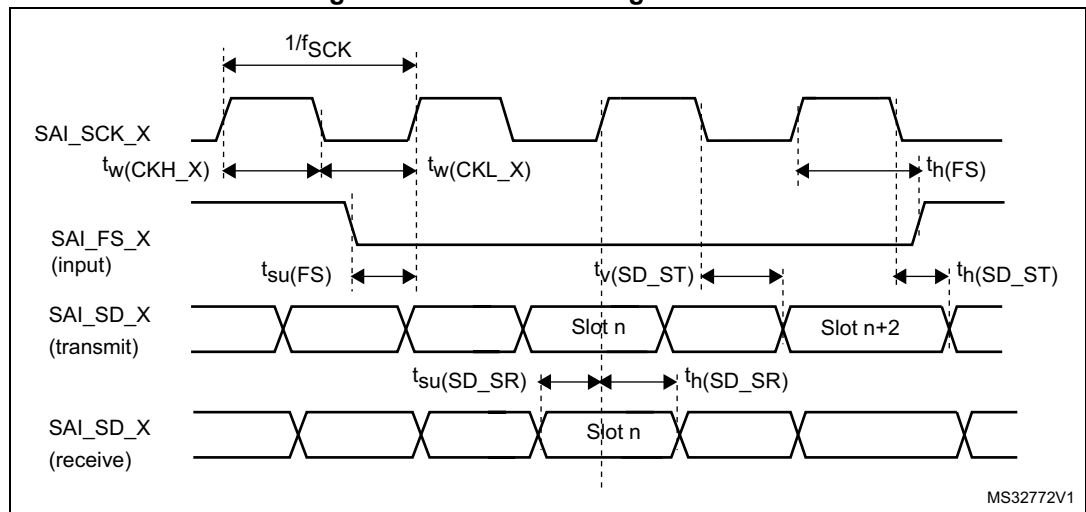 1/fSCK
SAI_SCK_X
tw(CKH_X)
tw(CKL_X)
th(FS)
SAI_FS_X
(input)
tsu(FS)
tv(SD_ST)
th(SD_ST)
SAI_SD_X
(transmit)
Slot n
Slot n+2
tsu(SD_SR)
th(SD_SR)
SAI_SD_X
(receive)
Slot n
MS32772V1